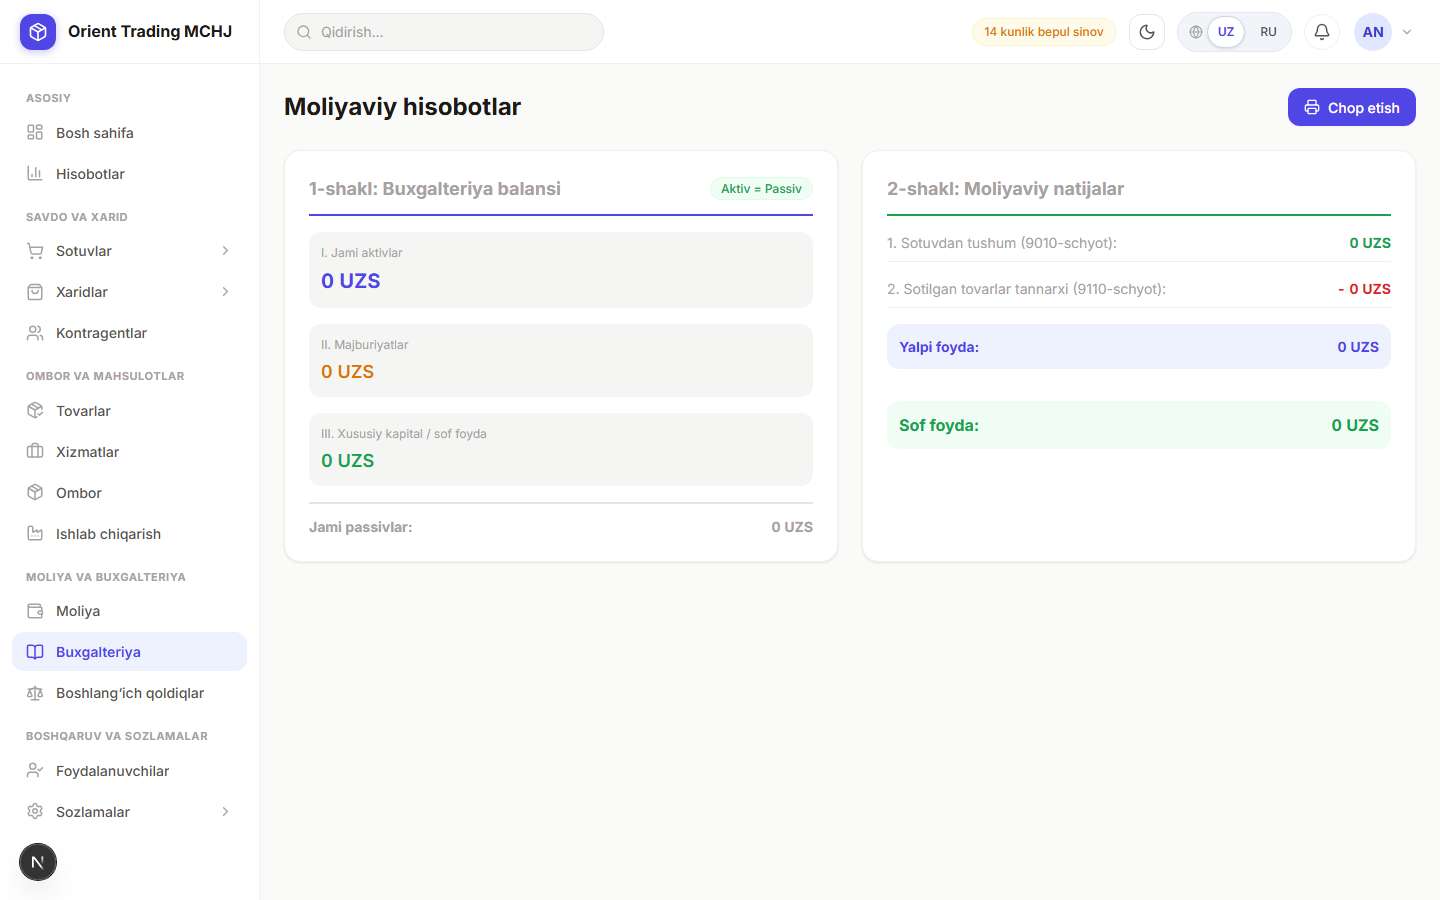 Orient Trading MCHJ
Qidirish...
14 kunlik bepul sinov
UZ
RU
AN
ASOSIY
Bosh sahifa
Hisobotlar
SAVDO VA XARID
Sotuvlar
Xaridlar
Kontragentlar
OMBOR VA MAHSULOTLAR
Tovarlar
Xizmatlar
Ombor
Ishlab chiqarish
MOLIYA VA BUXGALTERIYA
Moliya
Buxgalteriya
Boshlang'ich qoldiqlar
BOSHQARUV VA SOZLAMALAR
Foydalanuvchilar
Sozlamalar
N
Moliyaviy hisobotlar
Chop etish
1-shakl: Buxgalteriya balansi
Aktiv = Passiv
I. Jami aktivlar
0 UZS
II. Majburiyatlar
0 UZS
III. Xususiy kapital / sof foyda
0 UZS
Jami passivlar: 0 UZS
2-shakl: Moliyaviy natijalar
1. Sotuvdan tushum (9010-schyot): 0 UZS
2. Sotilgan tovarlar tannarxi (9110-schyot): - 0 UZS
Yalpi foyda: 0 UZS
Sof foyda: 0 UZS